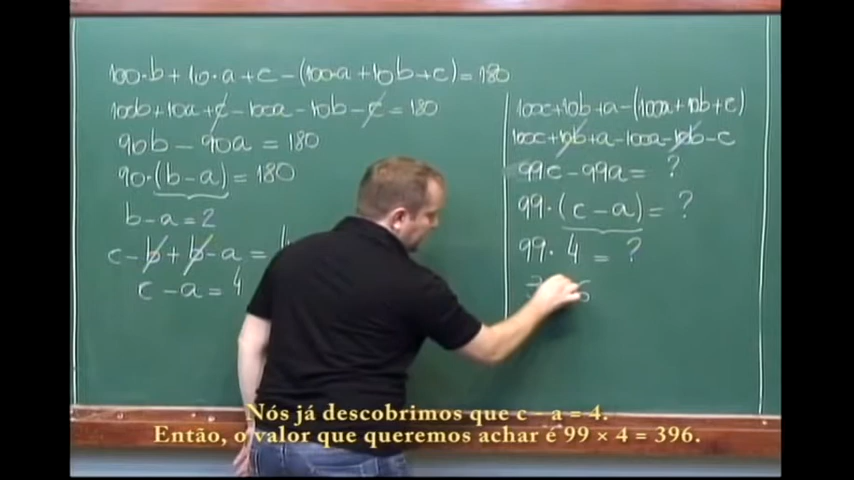 100·b+10·a+c-(100·a+10b+c)=180
100b+10a+c-100a-10b-c=180
90b-90a=180
90·(b-a)=180
b-a=2
c-b+b-a=
c-a=4
100c+10b+a-(100a+10b+c)
100c+10b+a-100a-10b-c
99c-99a=?
99·(c-a)=?
99·4=?
Nós já descobrimos que c - a = 4.
Então, o valor que queremos achar é 99 × 4 = 396.